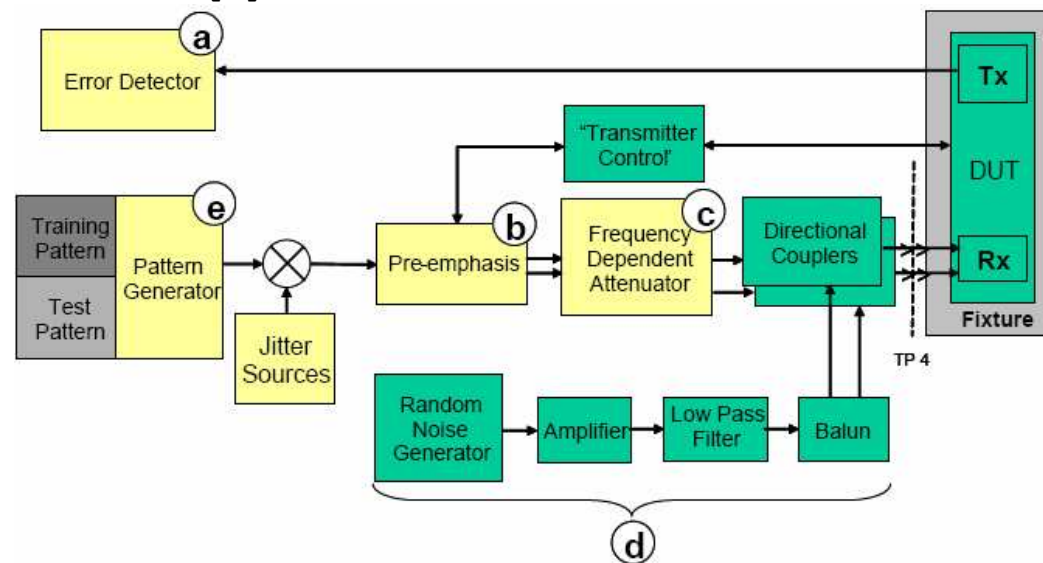 a
Error Detector
Tx
"Transmitter
Control"
DUT
Training
Pattern
Test
Pattern
e
Pattern
Generator
b
Pre-emphasis
c
Frequency
Dependent
Attenuator
Directional
Couplers
Rx
Fixture
TP 4
Jitter
Sources
Random
Noise
Generator
Amplifier
Low Pass
Filter
Balun
d